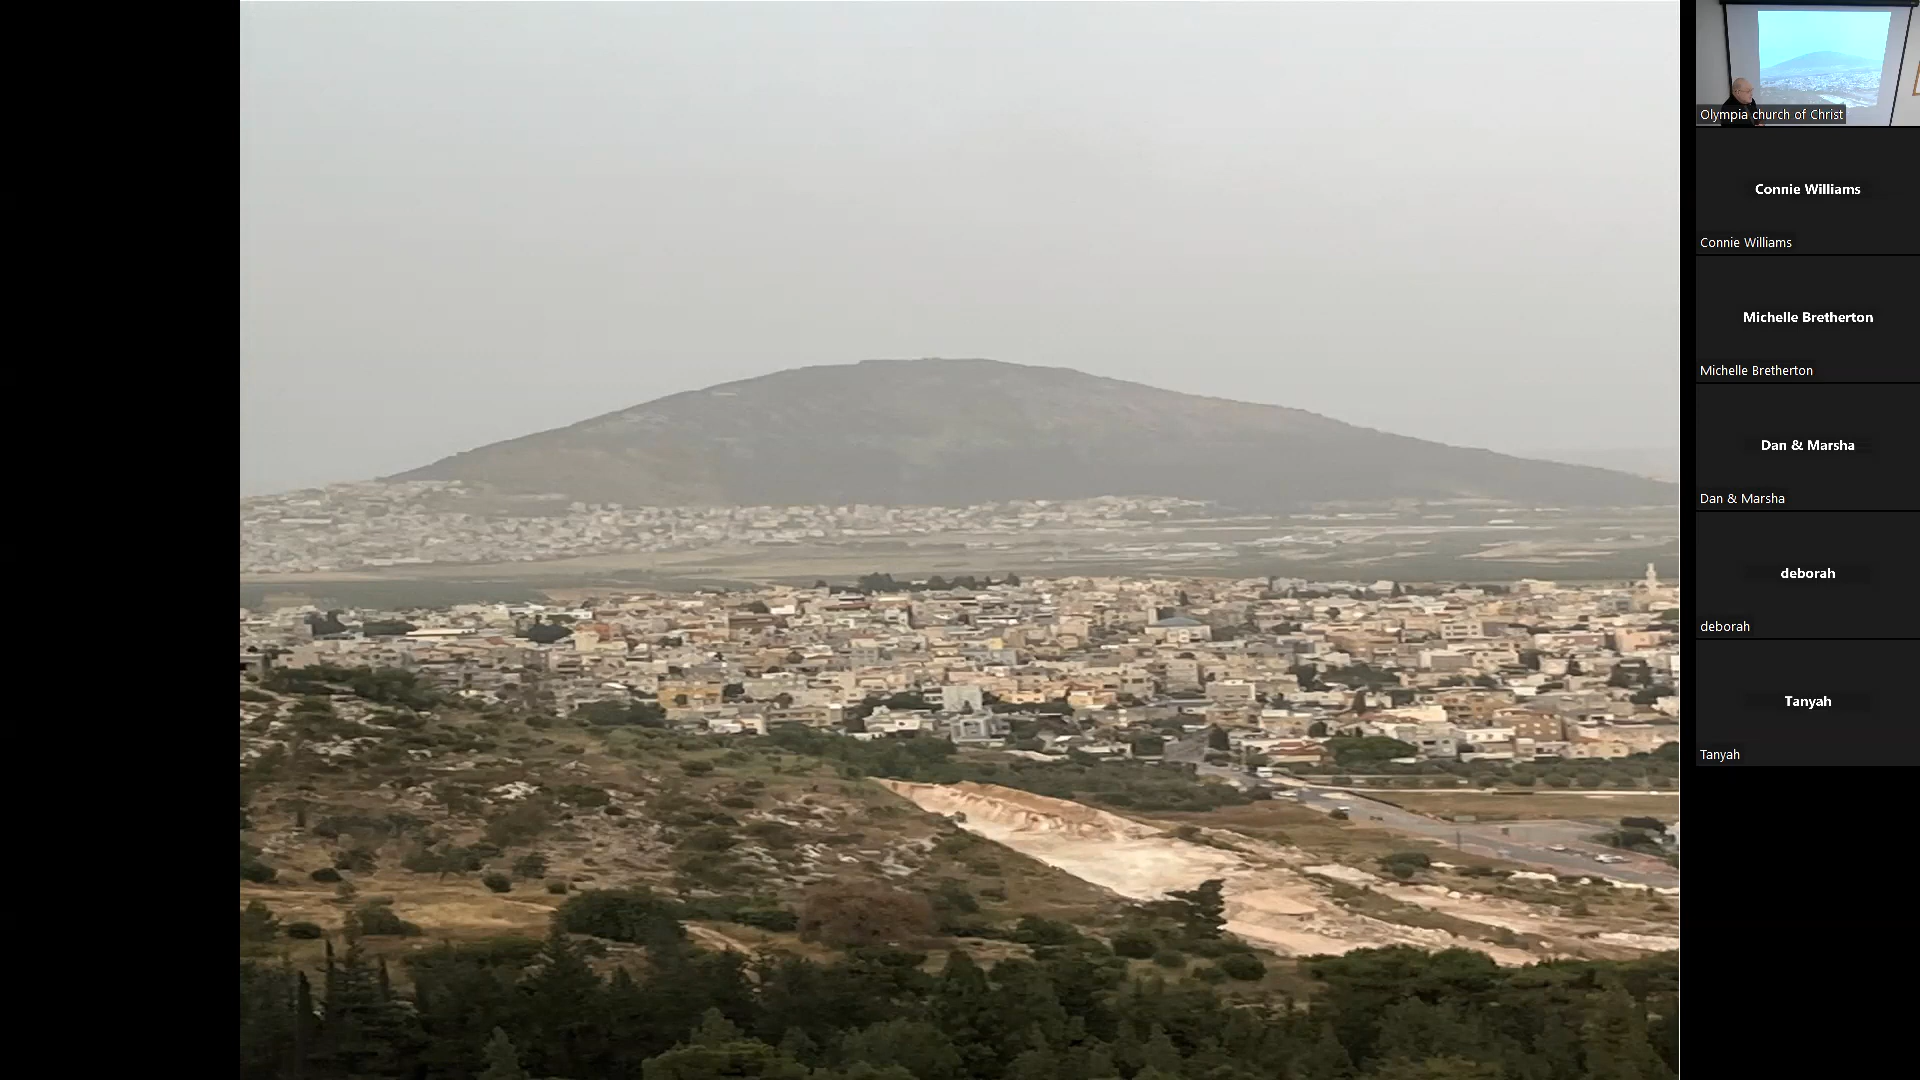 Olympia church of Christ
Connie Williams
Connie Williams
Michelle Bretherton
Michelle Bretherton
Dan & Marsha
Dan & Marsha
deborah
deborah
Tanyah
Tanyah